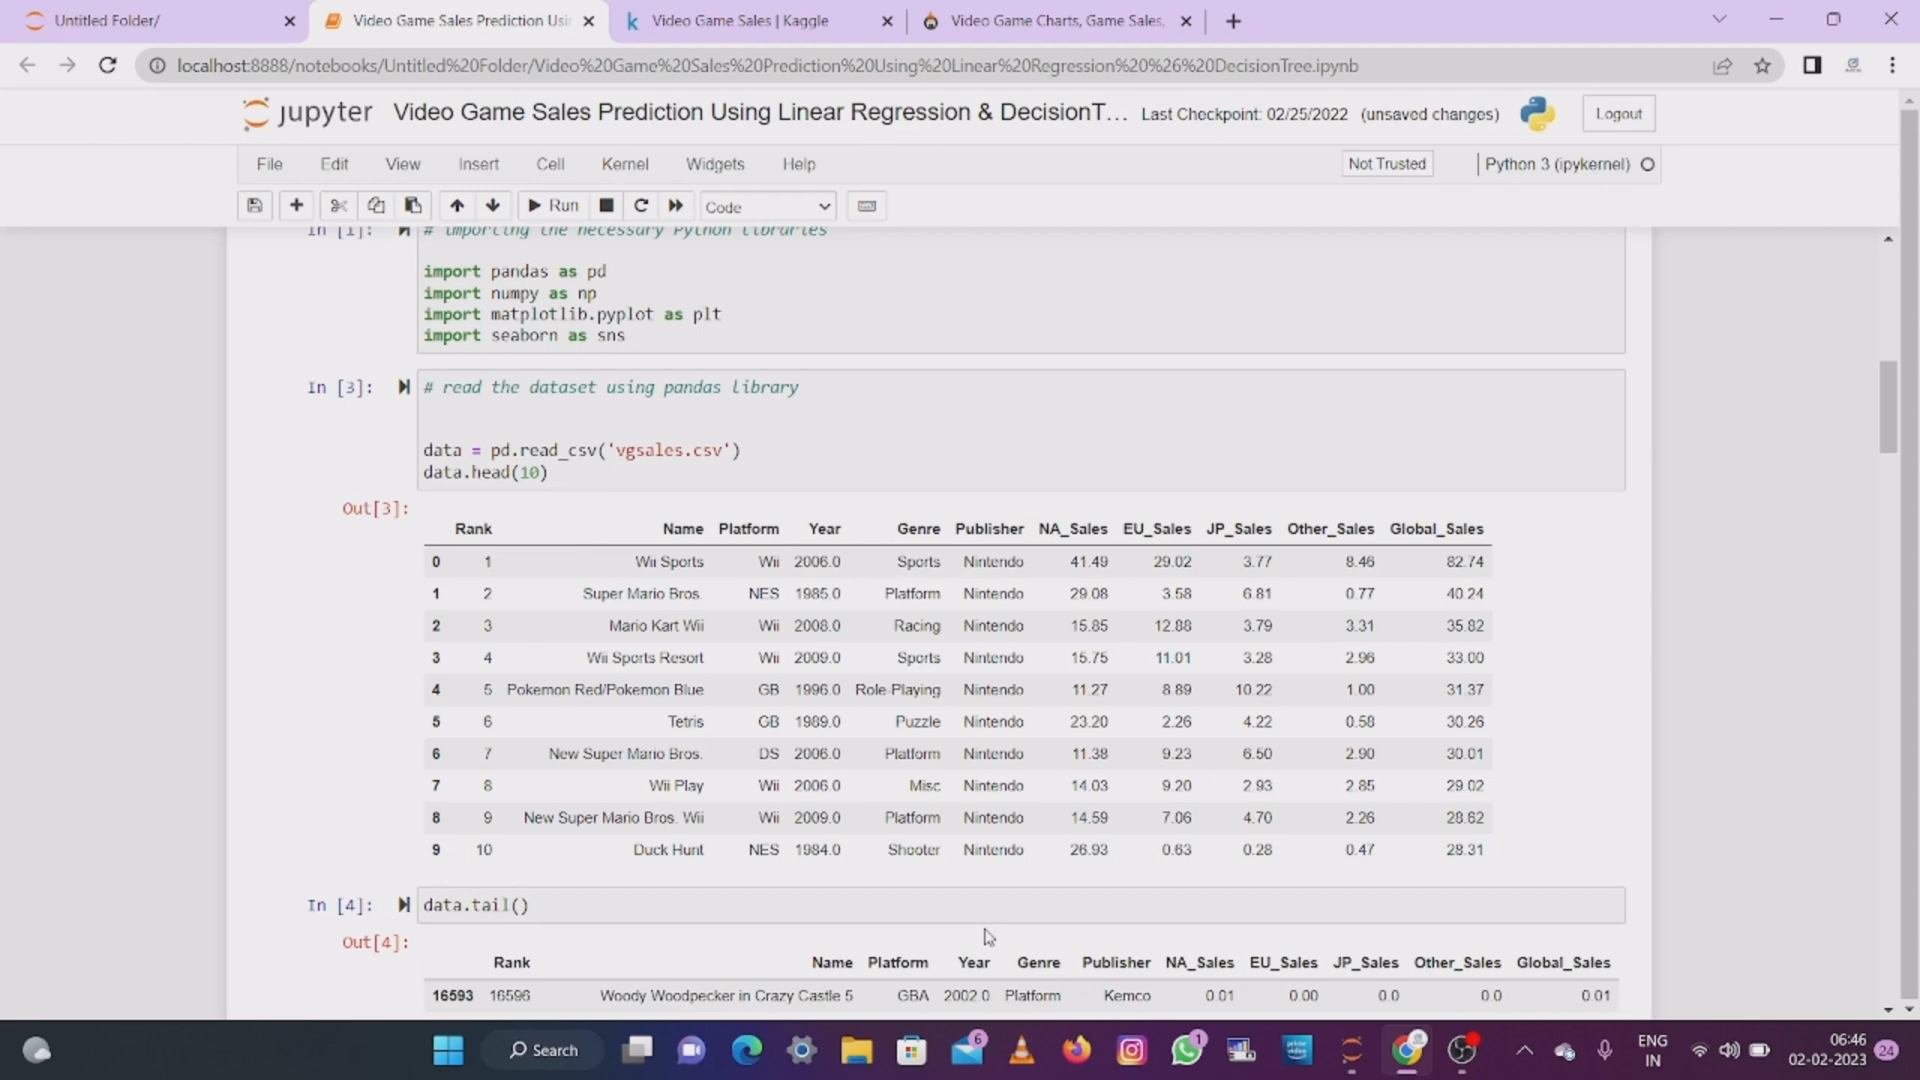 Untitled Folder/
Video Game Sales Prediction Usi
Video Game Sales | Kaggle
Video Game Charts, Game Sales,
localhost:8888/notebooks/Untitled%20Folder/Video%20Game%20Sales%20Prediction%20Using%20Linear%20Regression%20%26%20DecisionTree.ipynb
jupyter Video Game Sales Prediction Using Linear Regression & DecisionT... Last Checkpoint: 02/25/2022 (unsaved changes) Logout
File Edit View Insert Cell Kernel Widgets Help Not Trusted Python 3 (ipykernel)
Run Code
In [1]: # importing the necessary Python libraries
import pandas as pd
import numpy as np
import matplotlib.pyplot as plt
import seaborn as sns
In [3]: # read the dataset using pandas library
data = pd.read_csv('vgsales.csv')
data.head(10)
Out[3]:
Rank Name Platform Year Genre Publisher NA_Sales EU_Sales JP_Sales Other_Sales Global_Sales
0 1 Wii Sports Wii 2006.0 Sports Nintendo 41.49 29.02 3.77 8.46 82.74
1 2 Super Mario Bros. NES 1985.0 Platform Nintendo 29.08 3.58 6.81 0.77 40.24
2 3 Mario Kart Wii Wii 2008.0 Racing Nintendo 15.85 12.88 3.79 3.31 35.82
3 4 Wii Sports Resort Wii 2009.0 Sports Nintendo 15.75 11.01 3.28 2.96 33.00
4 5 Pokemon Red/Pokemon Blue GB 1996.0 Role-Playing Nintendo 11.27 8.89 10.22 1.00 31.37
5 6 Tetris GB 1989.0 Puzzle Nintendo 23.20 2.26 4.22 0.58 30.26
6 7 New Super Mario Bros. DS 2006.0 Platform Nintendo 11.38 9.23 6.50 2.90 30.01
7 8 Wii Play Wii 2006.0 Misc Nintendo 14.03 9.20 2.93 2.85 29.02
8 9 New Super Mario Bros. Wii Wii 2009.0 Platform Nintendo 14.59 7.06 4.70 2.26 28.62
9 10 Duck Hunt NES 1984.0 Shooter Nintendo 26.93 0.63 0.28 0.47 28.31
In [4]: data.tail()
Out[4]:
Rank Name Platform Year Genre Publisher NA_Sales EU_Sales JP_Sales Other_Sales Global_Sales
16593 16596 Woody Woodpecker in Crazy Castle 5 GBA 2002.0 Platform Kemco 0.01 0.00 0.0 0.0 0.01
Search
6
prime video
1
ENG
IN
06:46
02-02-2023
24